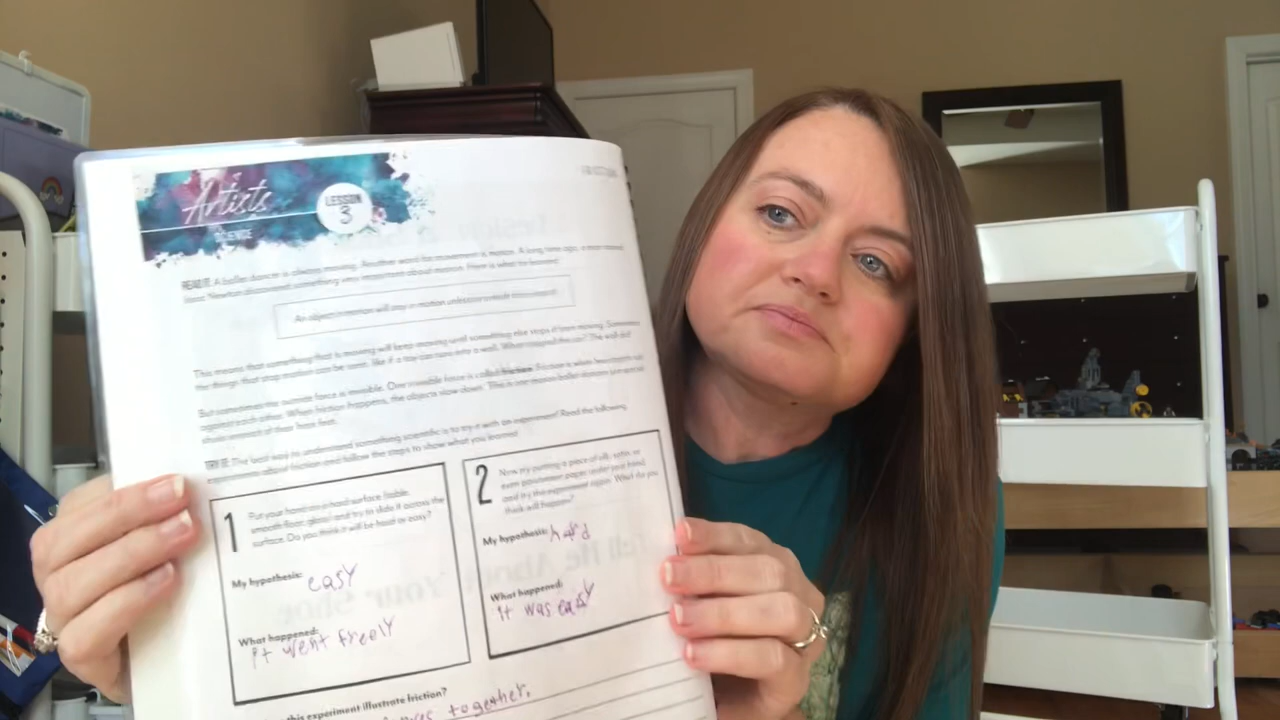 Artists
SCIENCE
LESSON
3
READ IT: A ballet dancer is always moving. Another word for movement is motion. A long time ago, a man named
Isaac Newton discovered something very important about motion. Here is what he learned:
An object in motion will stay in motion unless an outside
This means that something that is moving will keep moving until something else stops it from moving. Sometimes
the things that stop motion can be seen, like if a toy car runs into a wall. What stopped the car? The wall did!
But sometimes the outside force is invisible. One invisible force is called friction. Friction is when two
against each other. When friction happens, the objects slow down. This is one reason ballet dancers
shoes instead of their bare feet.
TRY IT: The best way to understand something scientific is to try it with an experiment! Read the following
experiments about friction and follow the steps to show what you learned.
1
Put your hand on a hard surface (table,
smooth floor, glass) and try to slide it across the
surface. Do you think it will be hard or easy?
My hypothesis: easy
What happened:
it went freely
2
Now try putting a piece of silk, satin, or
even parchment paper under your hand
and try the experiment again. What do you
think will happen?
My hypothesis: hard
What happened:
it was easy
this experiment illustrate friction?
together.
Tell Me About Your Shoe